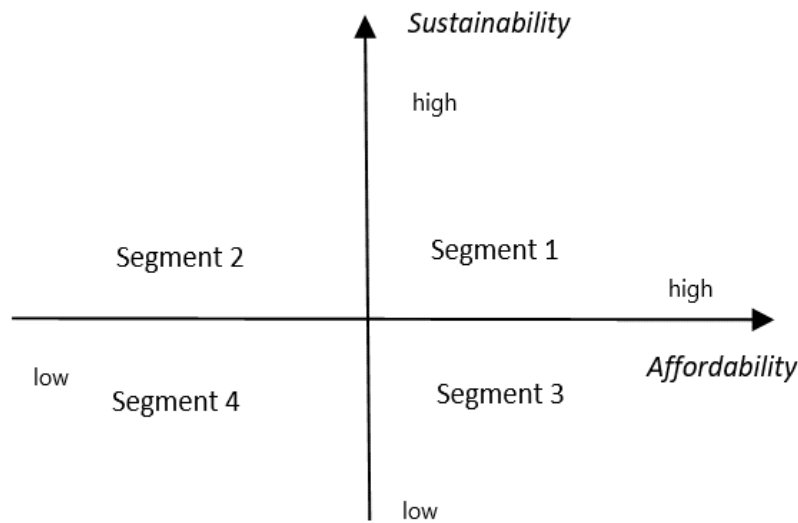 Sustainability
high
Segment 2
Segment 1
high
Affordability
low
Segment 4
Segment 3
low